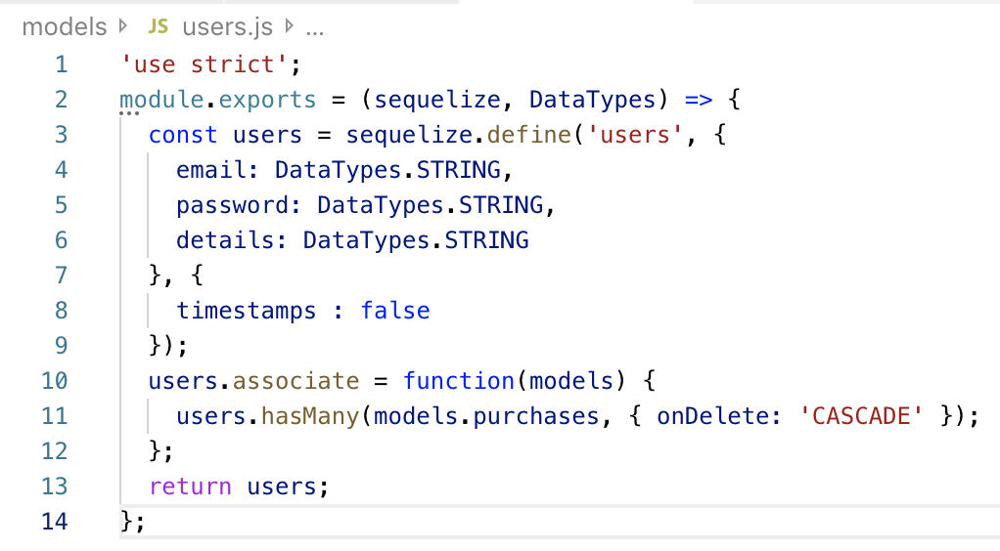 models JS users.js ...
1 'use strict';
2 module.exports = (sequelize, DataTypes) => {
3 const users = sequelize.define('users', {
4 email: DataTypes.STRING,
5 password: DataTypes.STRING,
6 details: DataTypes.STRING
7 }, {
8 timestamps : false
9 });
10 users.associate = function(models) {
11 users.hasMany(models.purchases, { onDelete: 'CASCADE' });
12 };
13 return users;
14 };